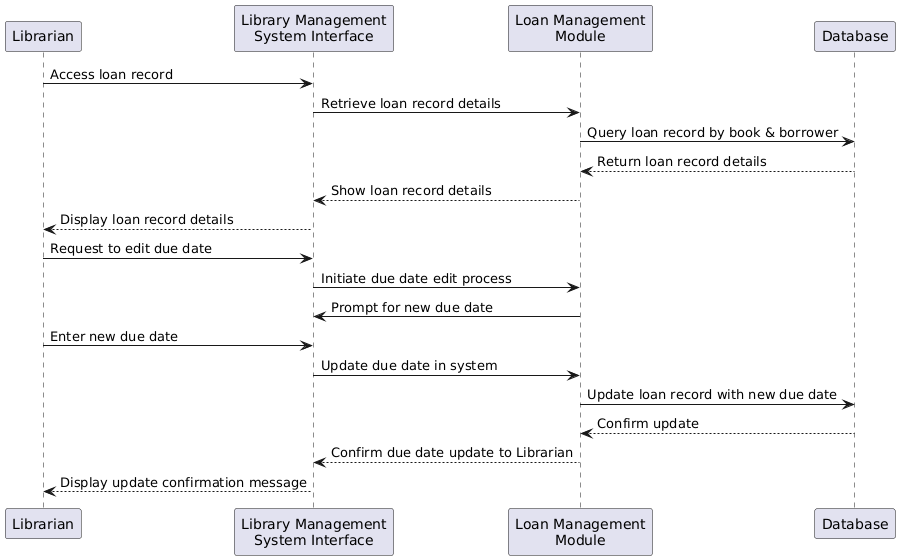 Librarian
Library Management
System Interface
Loan Management
Module
Database
Access loan record
Retrieve loan record details
Query loan record by book & borrower
Return loan record details
Show loan record details
Display loan record details
Request to edit due date
Initiate due date edit process
Prompt for new due date
Enter new due date
Update due date in system
Update loan record with new due date
Confirm update
Confirm due date update to Librarian
Display update confirmation message
Librarian
Library Management
System Interface
Loan Management
Module
Database